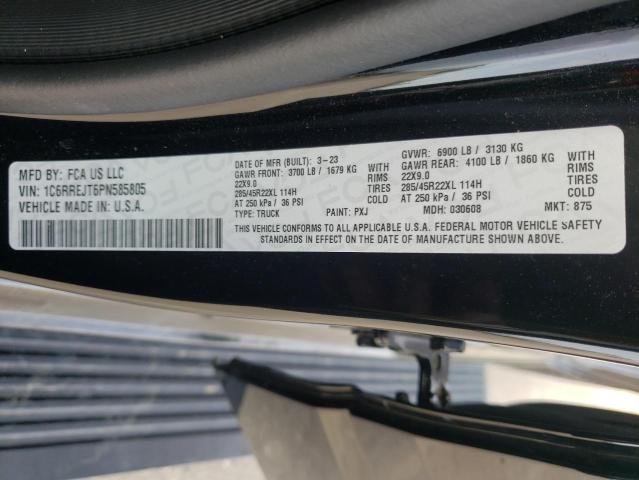 MFD BY: FCA US LLC
VIN: 1C6RREJT6PN585805
VEHICLE MADE IN: U.S.A.
DATE OF MFR (BUILT): 3-23 GVWR: 6900 LB / 3130 KG
GAWR FRONT: 3700 LB / 1679 KG WITH GAWR REAR: 4100 LB / 1860 KG WITH
22X9.0 RIMS 22X9.0 RIMS
285/45R22XL 114H TIRES 285/45R22XL 114H TIRES
AT 250 kPa / 36 PSI COLD AT 250 kPa / 36 PSI COLD
TYPE: TRUCK PAINT: PXJ MDH: 030608 MKT: 875
THIS VEHICLE CONFORMS TO ALL APPLICABLE U.S.A. FEDERAL MOTOR VEHICLE SAFETY
STANDARDS IN EFFECT ON THE DATE OF MANUFACTURE SHOWN ABOVE.